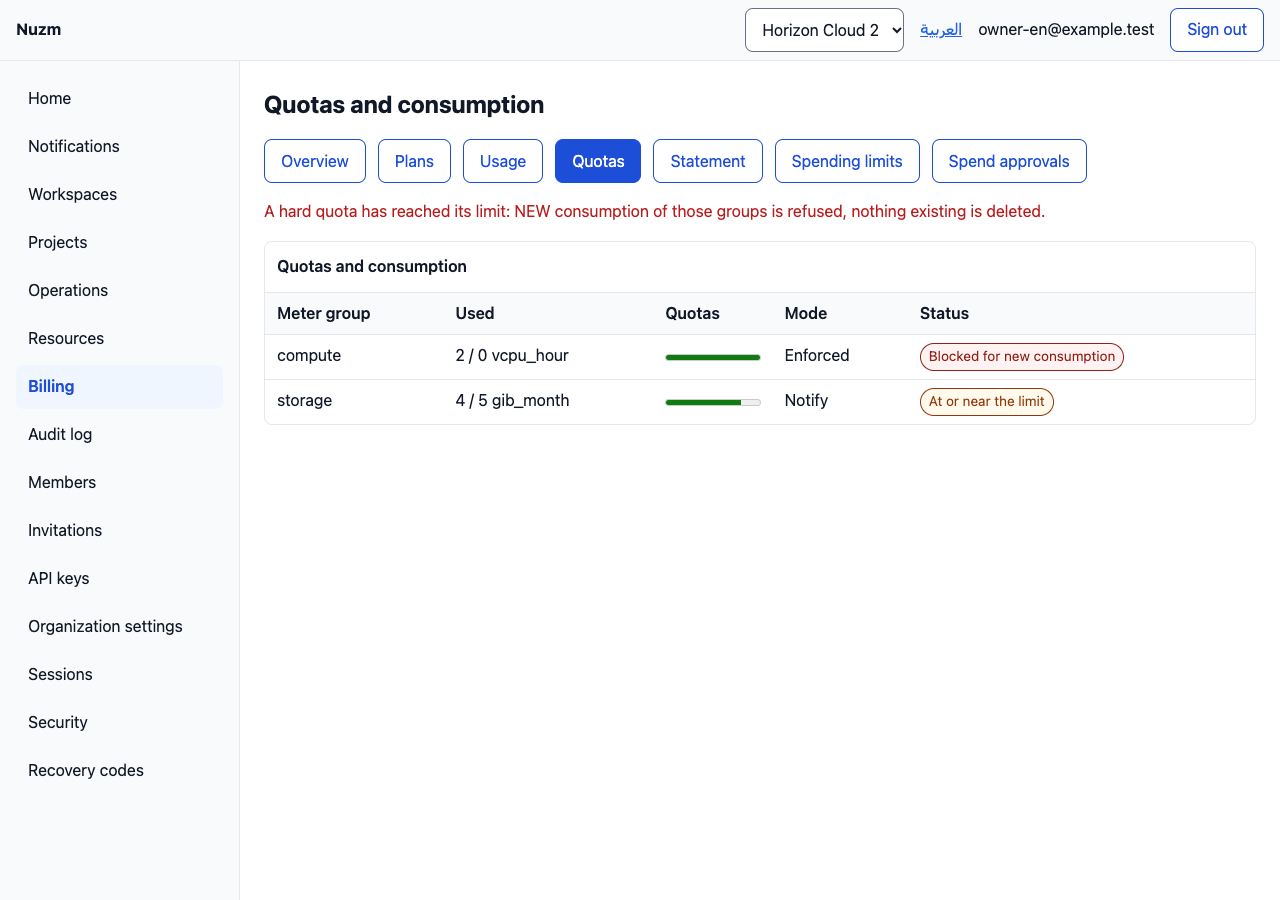 Nuzm
Horizon Cloud 2
العربية
owner-en@example.test
Sign out
Home
Notifications
Workspaces
Projects
Operations
Resources
Billing
Audit log
Members
Invitations
API keys
Organization settings
Sessions
Security
Recovery codes
Quotas and consumption
Overview
Plans
Usage
Quotas
Statement
Spending limits
Spend approvals
A hard quota has reached its limit: NEW consumption of those groups is refused, nothing existing is deleted.
Quotas and consumption
Meter group Used Quotas Mode Status
compute 2 / 0 vcpu_hour Enforced Blocked for new consumption
storage 4 / 5 gib_month Notify At or near the limit